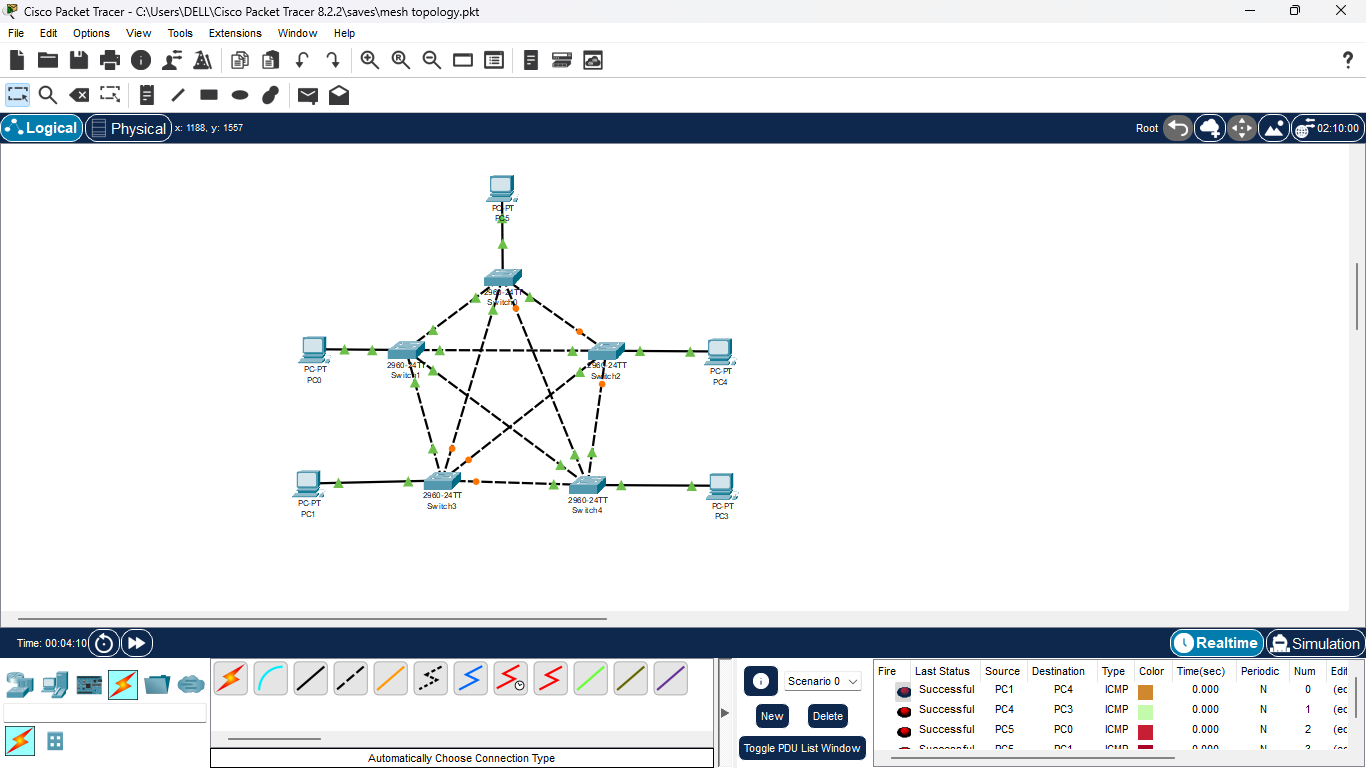 Cisco Packet Tracer - C:\Users\DELL\Cisco Packet Tracer 8.2.2\saves\mesh topology.pkt
File Edit Options View Tools Extensions Window Help
?
Logical Physical x: 1188, y: 1557 Root 02:10:00
PC-PT
PC5
2960-24TT
Switch0
PC-PT
PC0
2960-24TT
Switch1
2960-24TT
Switch2
PC-PT
PC4
PC-PT
PC1
2960-24TT
Switch3
2960-24TT
Switch4
PC-PT
PC3
Time: 00:04:10 Realtime Simulation
Automatically Choose Connection Type
Scenario 0
New Delete
Toggle PDU List Window
Fire Last Status Source Destination Type Color Time(sec) Periodic Num Edit
Successful PC1 PC4 ICMP 0.000 N 0 (ec
Successful PC4 PC3 ICMP 0.000 N 1 (ec
Successful PC5 PC0 ICMP 0.000 N 2 (ec
Successful PC5 PC1 ICMP 0.000 N 3 (ec